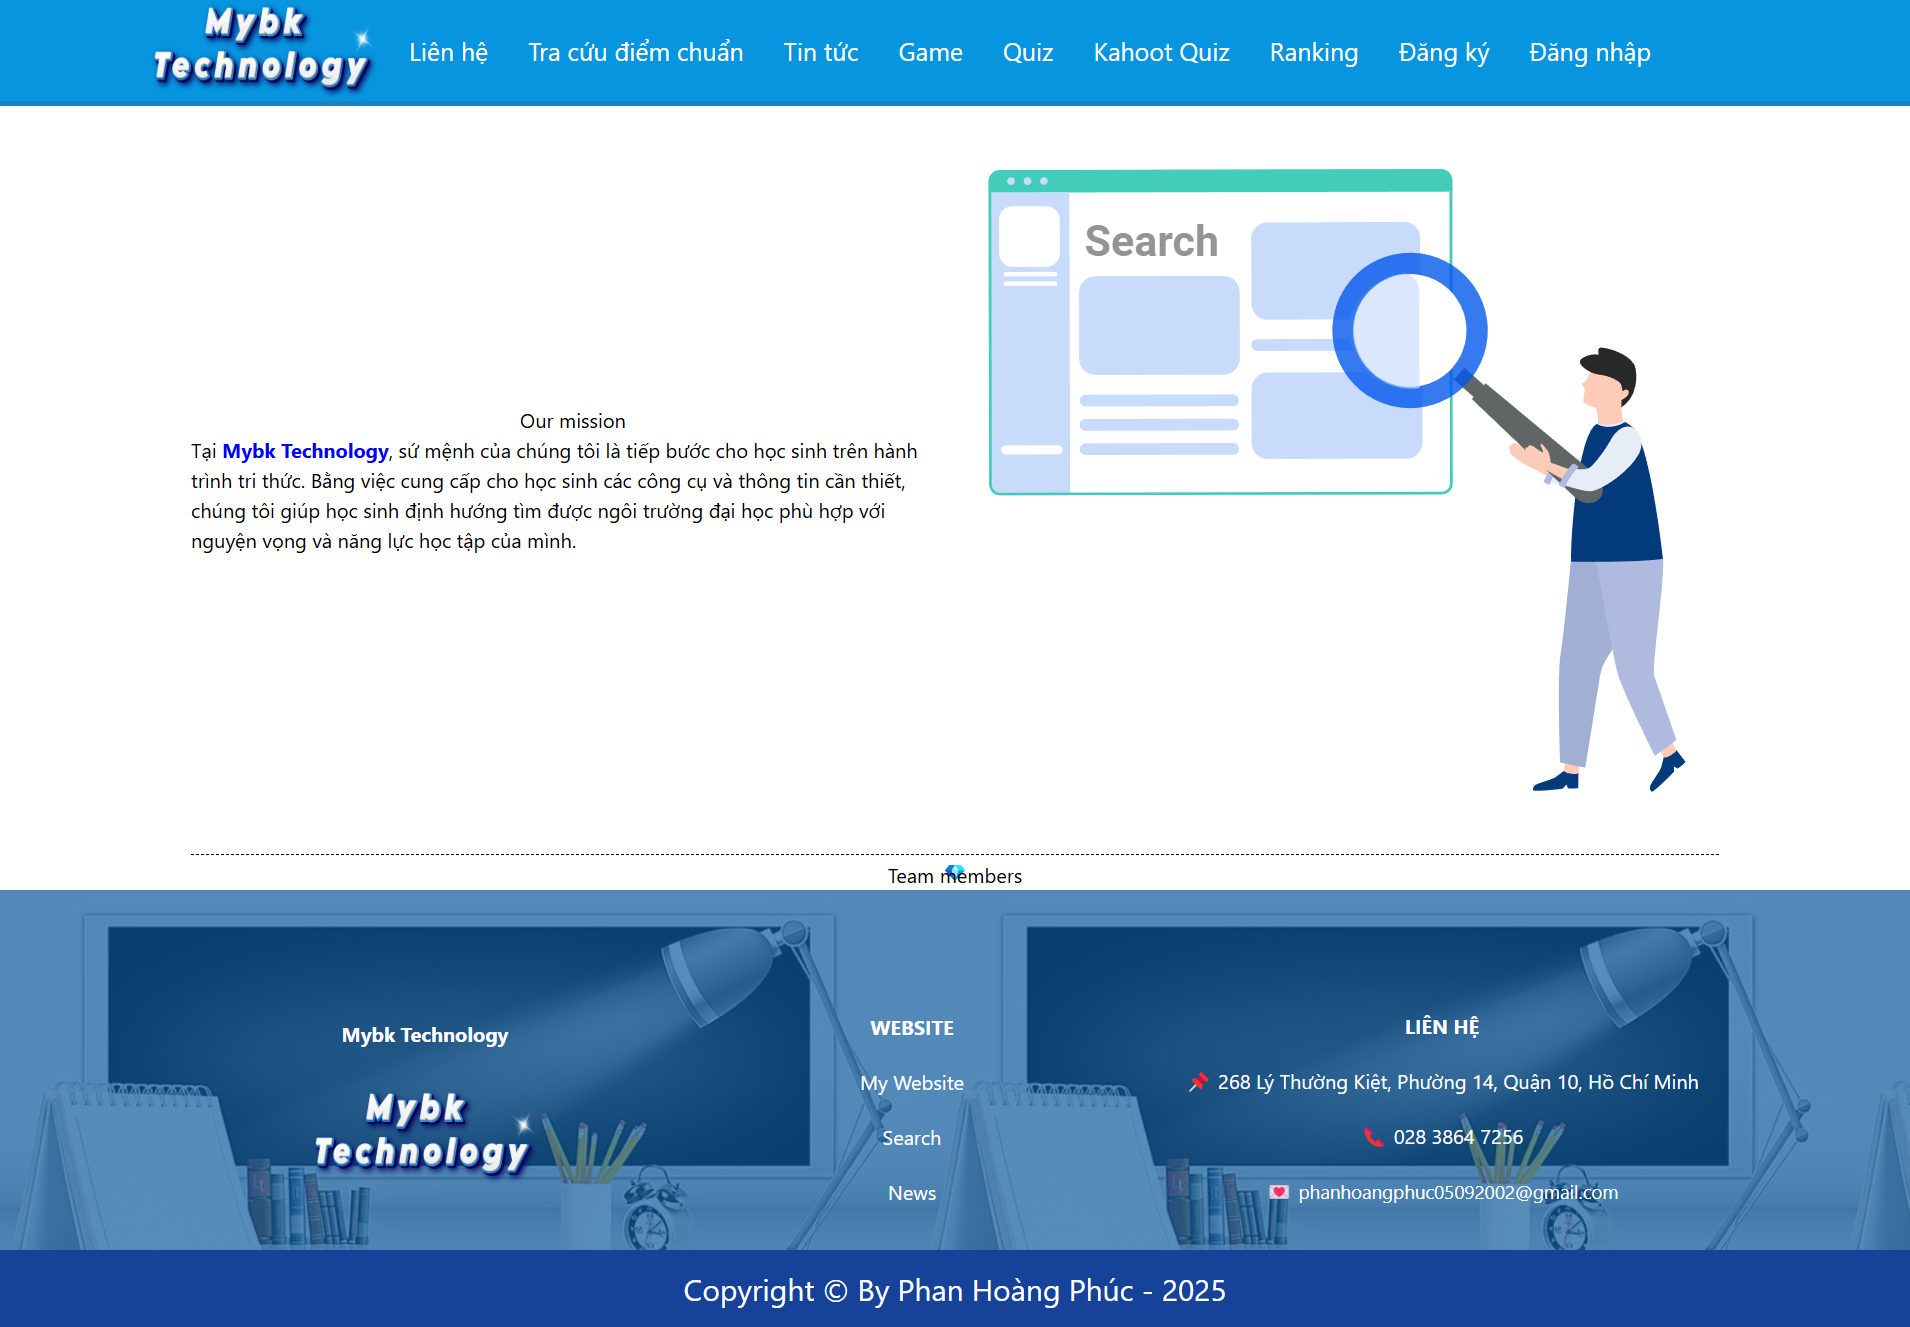 Mybk
Technology
Liên hệ
Tra cứu điểm chuẩn
Tin tức
Game
Quiz
Kahoot Quiz
Ranking
Đăng ký
Đăng nhập
Search
Our mission
Tại Mybk Technology, sứ mệnh của chúng tôi là tiếp bước cho học sinh trên hành
trình tri thức. Bằng việc cung cấp cho học sinh các công cụ và thông tin cần thiết,
chúng tôi giúp học sinh định hướng tìm được ngôi trường đại học phù hợp với
nguyện vọng và năng lực học tập của mình.
Team members
Mybk Technology
Mybk
Technology
WEBSITE
My Website
Search
News
LIÊN HỆ
268 Lý Thường Kiệt, Phường 14, Quận 10, Hồ Chí Minh
028 3864 7256
phanhoangphuc05092002@gmail.com
Copyright © By Phan Hoàng Phúc - 2025